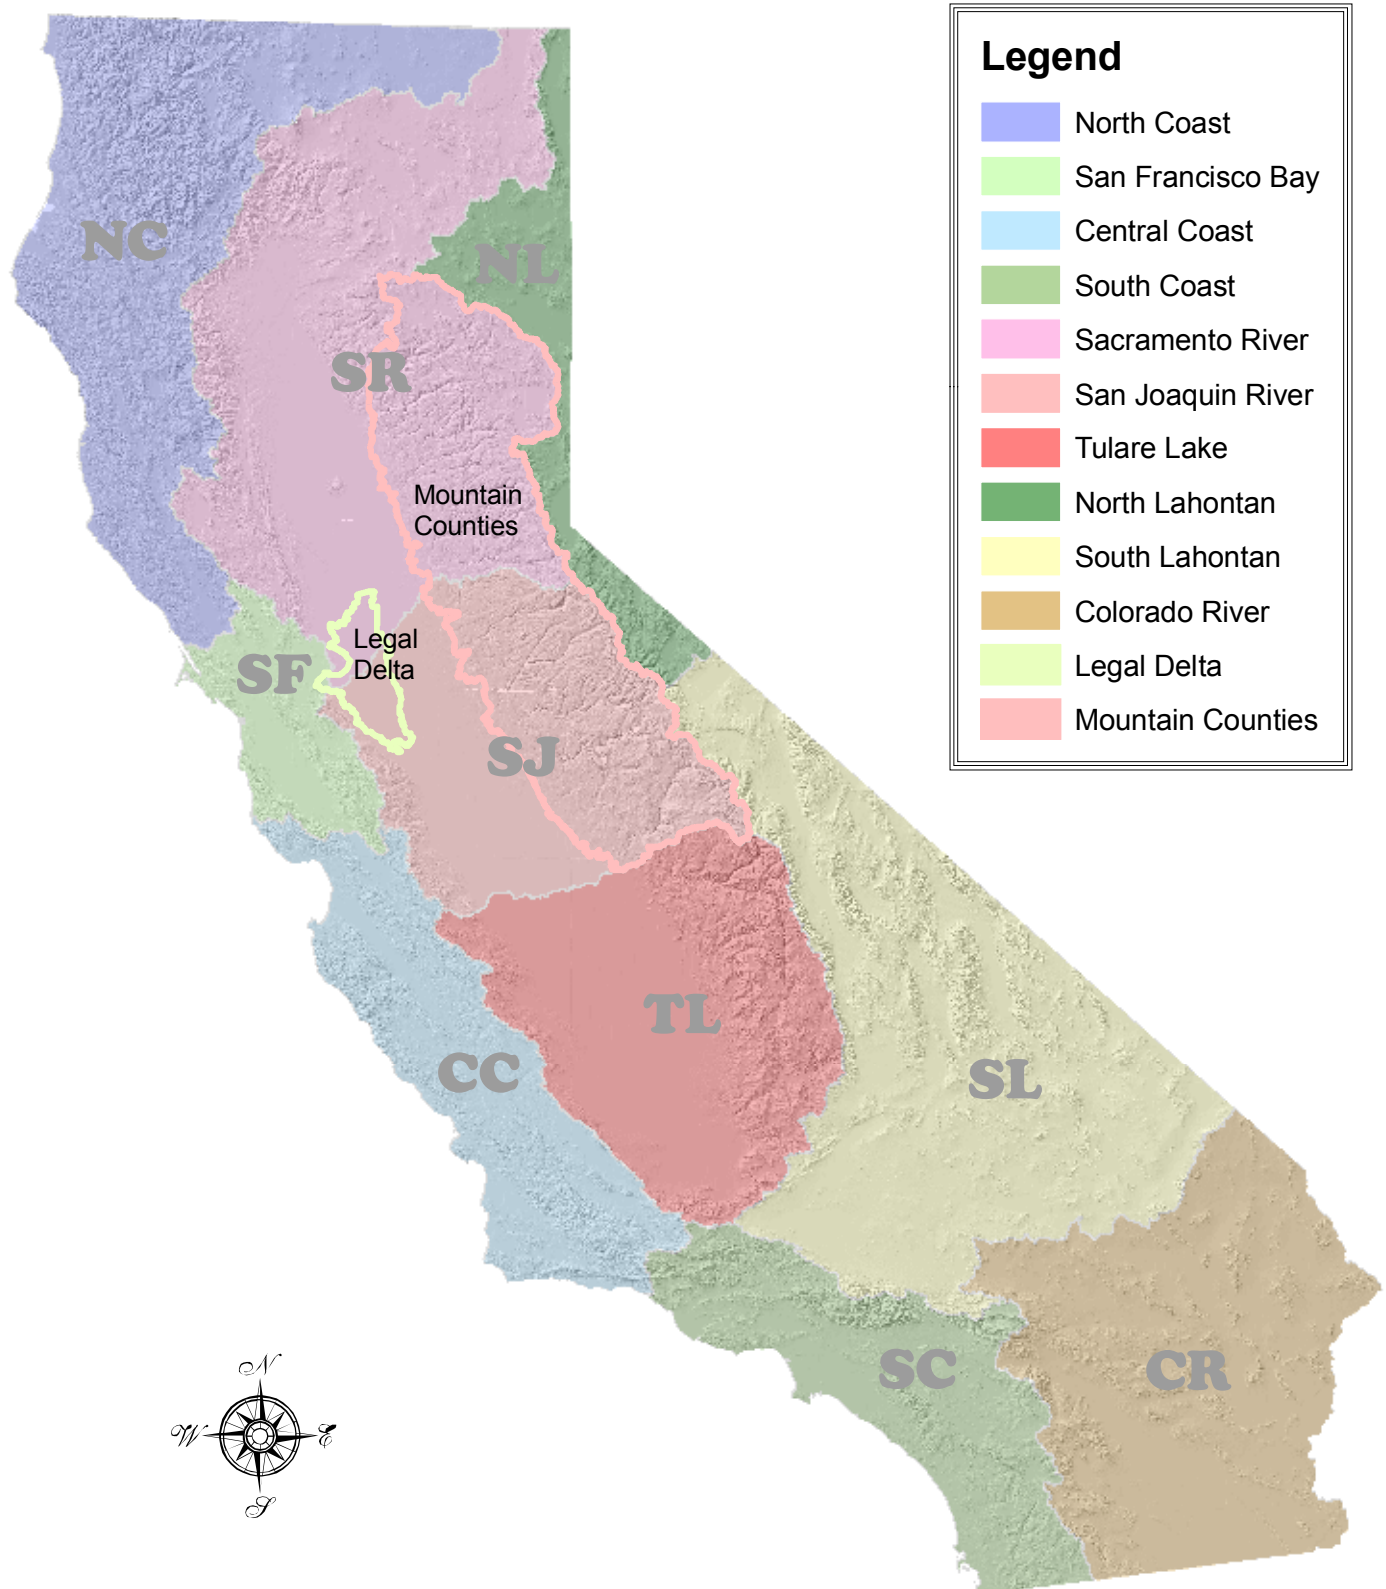 Legend
North Coast
San Francisco Bay
Central Coast
South Coast
Sacramento River
San Joaquin River
Tulare Lake
North Lahontan
South Lahontan
Colorado River
Legal Delta
Mountain Counties
NC
NL
SR
Mountain
Counties
Legal
Delta
SF
SJ
TL
CC
SL
SC
CR
N
W
E
S